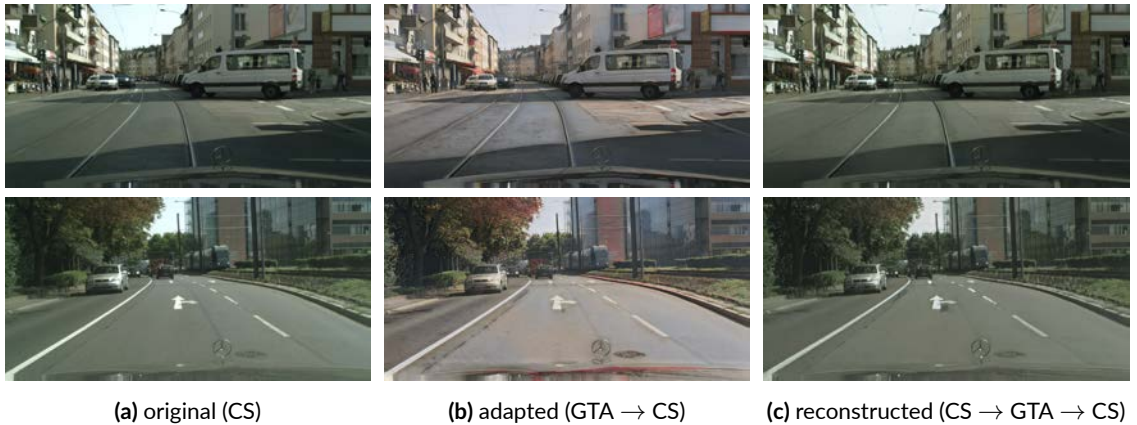 (a) original (CS)
(b) adapted (GTA → CS)
(c) reconstructed (CS → GTA → CS)